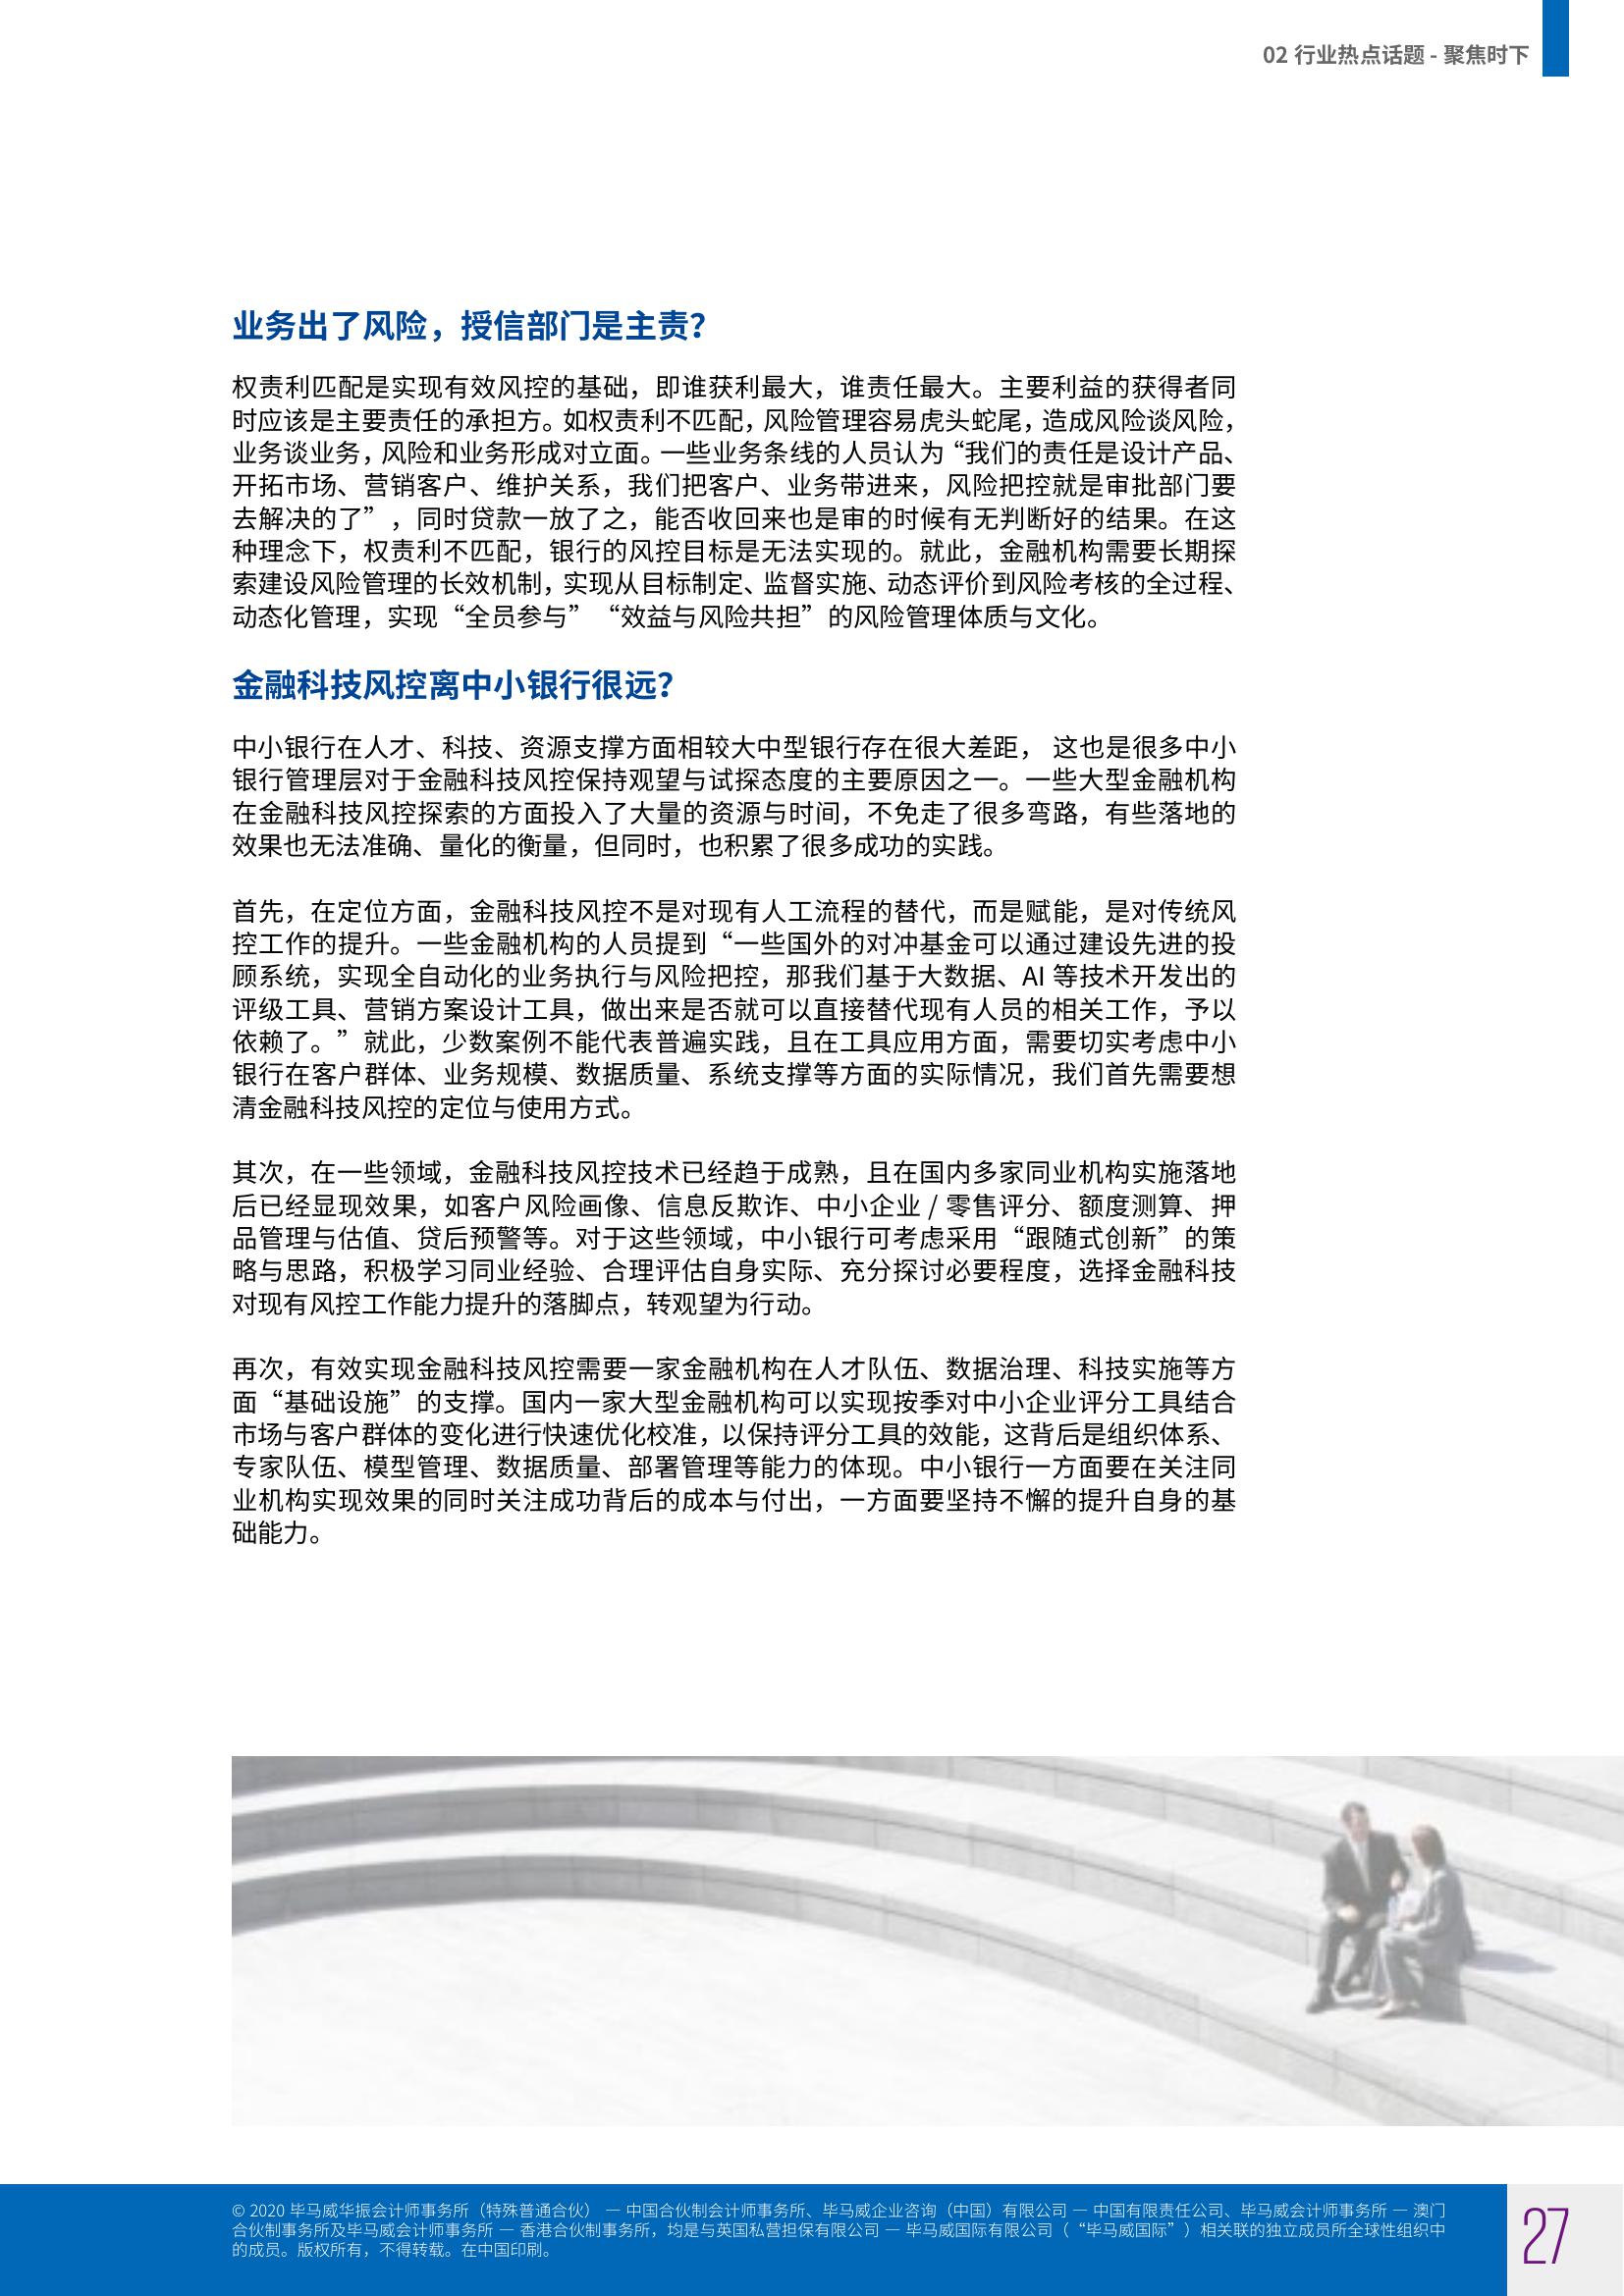 02 行业热点话题 - 聚焦时下
业务出了风险，授信部门是主责？
权责利匹配是实现有效风控的基础，即谁获利最大，谁责任最大。主要利益的获得者同
时应该是主要责任的承担方。如权责利不匹配，风险管理容易虎头蛇尾，造成风险谈风险，
业务谈业务，风险和业务形成对立面。一些业务条线的人员认为“我们的责任是设计产品、
开拓市场、营销客户、维护关系，我们把客户、业务带进来，风险把控就是审批部门要
去解决的了”，同时贷款一放了之，能否收回来也是审的时候有无判断好的结果。在这
种理念下，权责利不匹配，银行的风控目标是无法实现的。就此，金融机构需要长期探
索建设风险管理的长效机制，实现从目标制定、监督实施、动态评价到风险考核的全过程、
动态化管理，实现“全员参与”“效益与风险共担”的风险管理体质与文化。
金融科技风控离中小银行很远？
中小银行在人才、科技、资源支撑方面相较大中型银行存在很大差距， 这也是很多中小
银行管理层对于金融科技风控保持观望与试探态度的主要原因之一。一些大型金融机构
在金融科技风控探索的方面投入了大量的资源与时间，不免走了很多弯路，有些落地的
效果也无法准确、量化的衡量，但同时，也积累了很多成功的实践。
首先，在定位方面，金融科技风控不是对现有人工流程的替代，而是赋能，是对传统风
控工作的提升。一些金融机构的人员提到“一些国外的对冲基金可以通过建设先进的投
顾系统，实现全自动化的业务执行与风险把控，那我们基于大数据、AI 等技术开发出的
评级工具、营销方案设计工具，做出来是否就可以直接替代现有人员的相关工作，予以
依赖了。”就此，少数案例不能代表普遍实践，且在工具应用方面，需要切实考虑中小
银行在客户群体、业务规模、数据质量、系统支撑等方面的实际情况，我们首先需要想
清金融科技风控的定位与使用方式。
其次，在一些领域，金融科技风控技术已经趋于成熟，且在国内多家同业机构实施落地
后已经显现效果，如客户风险画像、信息反欺诈、中小企业 / 零售评分、额度测算、押
品管理与估值、贷后预警等。对于这些领域，中小银行可考虑采用“跟随式创新”的策
略与思路，积极学习同业经验、合理评估自身实际、充分探讨必要程度，选择金融科技
对现有风控工作能力提升的落脚点，转观望为行动。
再次，有效实现金融科技风控需要一家金融机构在人才队伍、数据治理、科技实施等方
面“基础设施”的支撑。国内一家大型金融机构可以实现按季对中小企业评分工具结合
市场与客户群体的变化进行快速优化校准，以保持评分工具的效能，这背后是组织体系、
专家队伍、模型管理、数据质量、部署管理等能力的体现。中小银行一方面要在关注同
业机构实现效果的同时关注成功背后的成本与付出，一方面要坚持不懈的提升自身的基
础能力。
© 2020 毕马威华振会计师事务所（特殊普通合伙） — 中国合伙制会计师事务所、毕马威企业咨询（中国）有限公司 — 中国有限责任公司、毕马威会计师事务所 — 澳门
合伙制事务所及毕马威会计师事务所 — 香港合伙制事务所，均是与英国私营担保有限公司 — 毕马威国际有限公司（“毕马威国际”）相关联的独立成员所全球性组织中
的成员。版权所有，不得转载。在中国印刷。
27